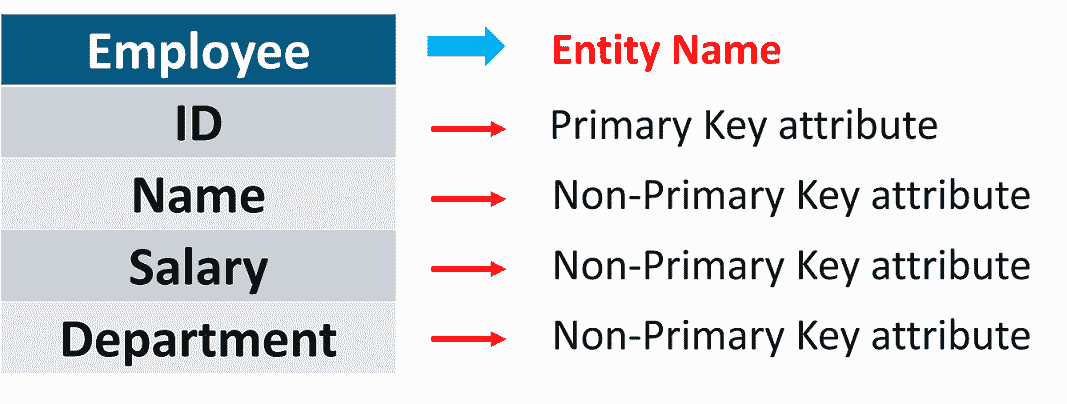 Employee Entity Name
ID Primary Key attribute
Name Non-Primary Key attribute
Salary Non-Primary Key attribute
Department Non-Primary Key attribute